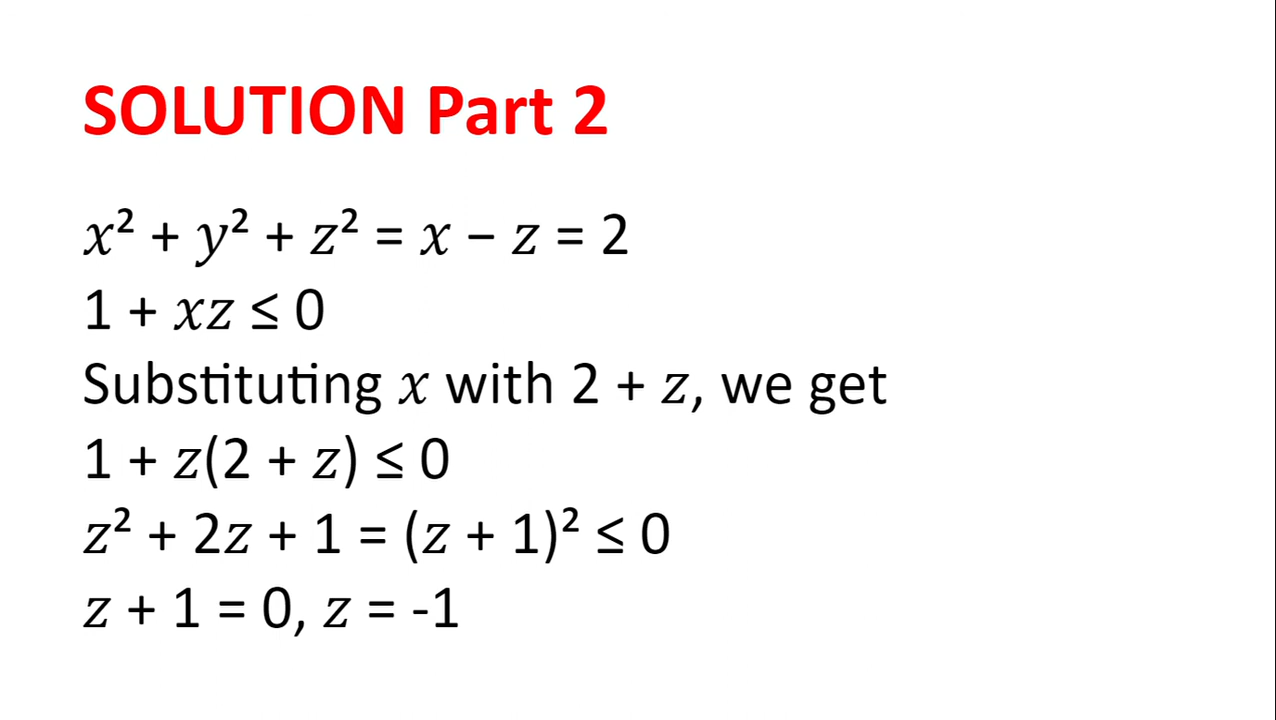 SOLUTION Part 2
x² + y² + z² = x − z = 2
1 + xz ≤ 0
Substituting x with 2 + z, we get
1 + z(2 + z) ≤ 0
z² + 2z + 1 = (z + 1)² ≤ 0
z + 1 = 0, z = -1